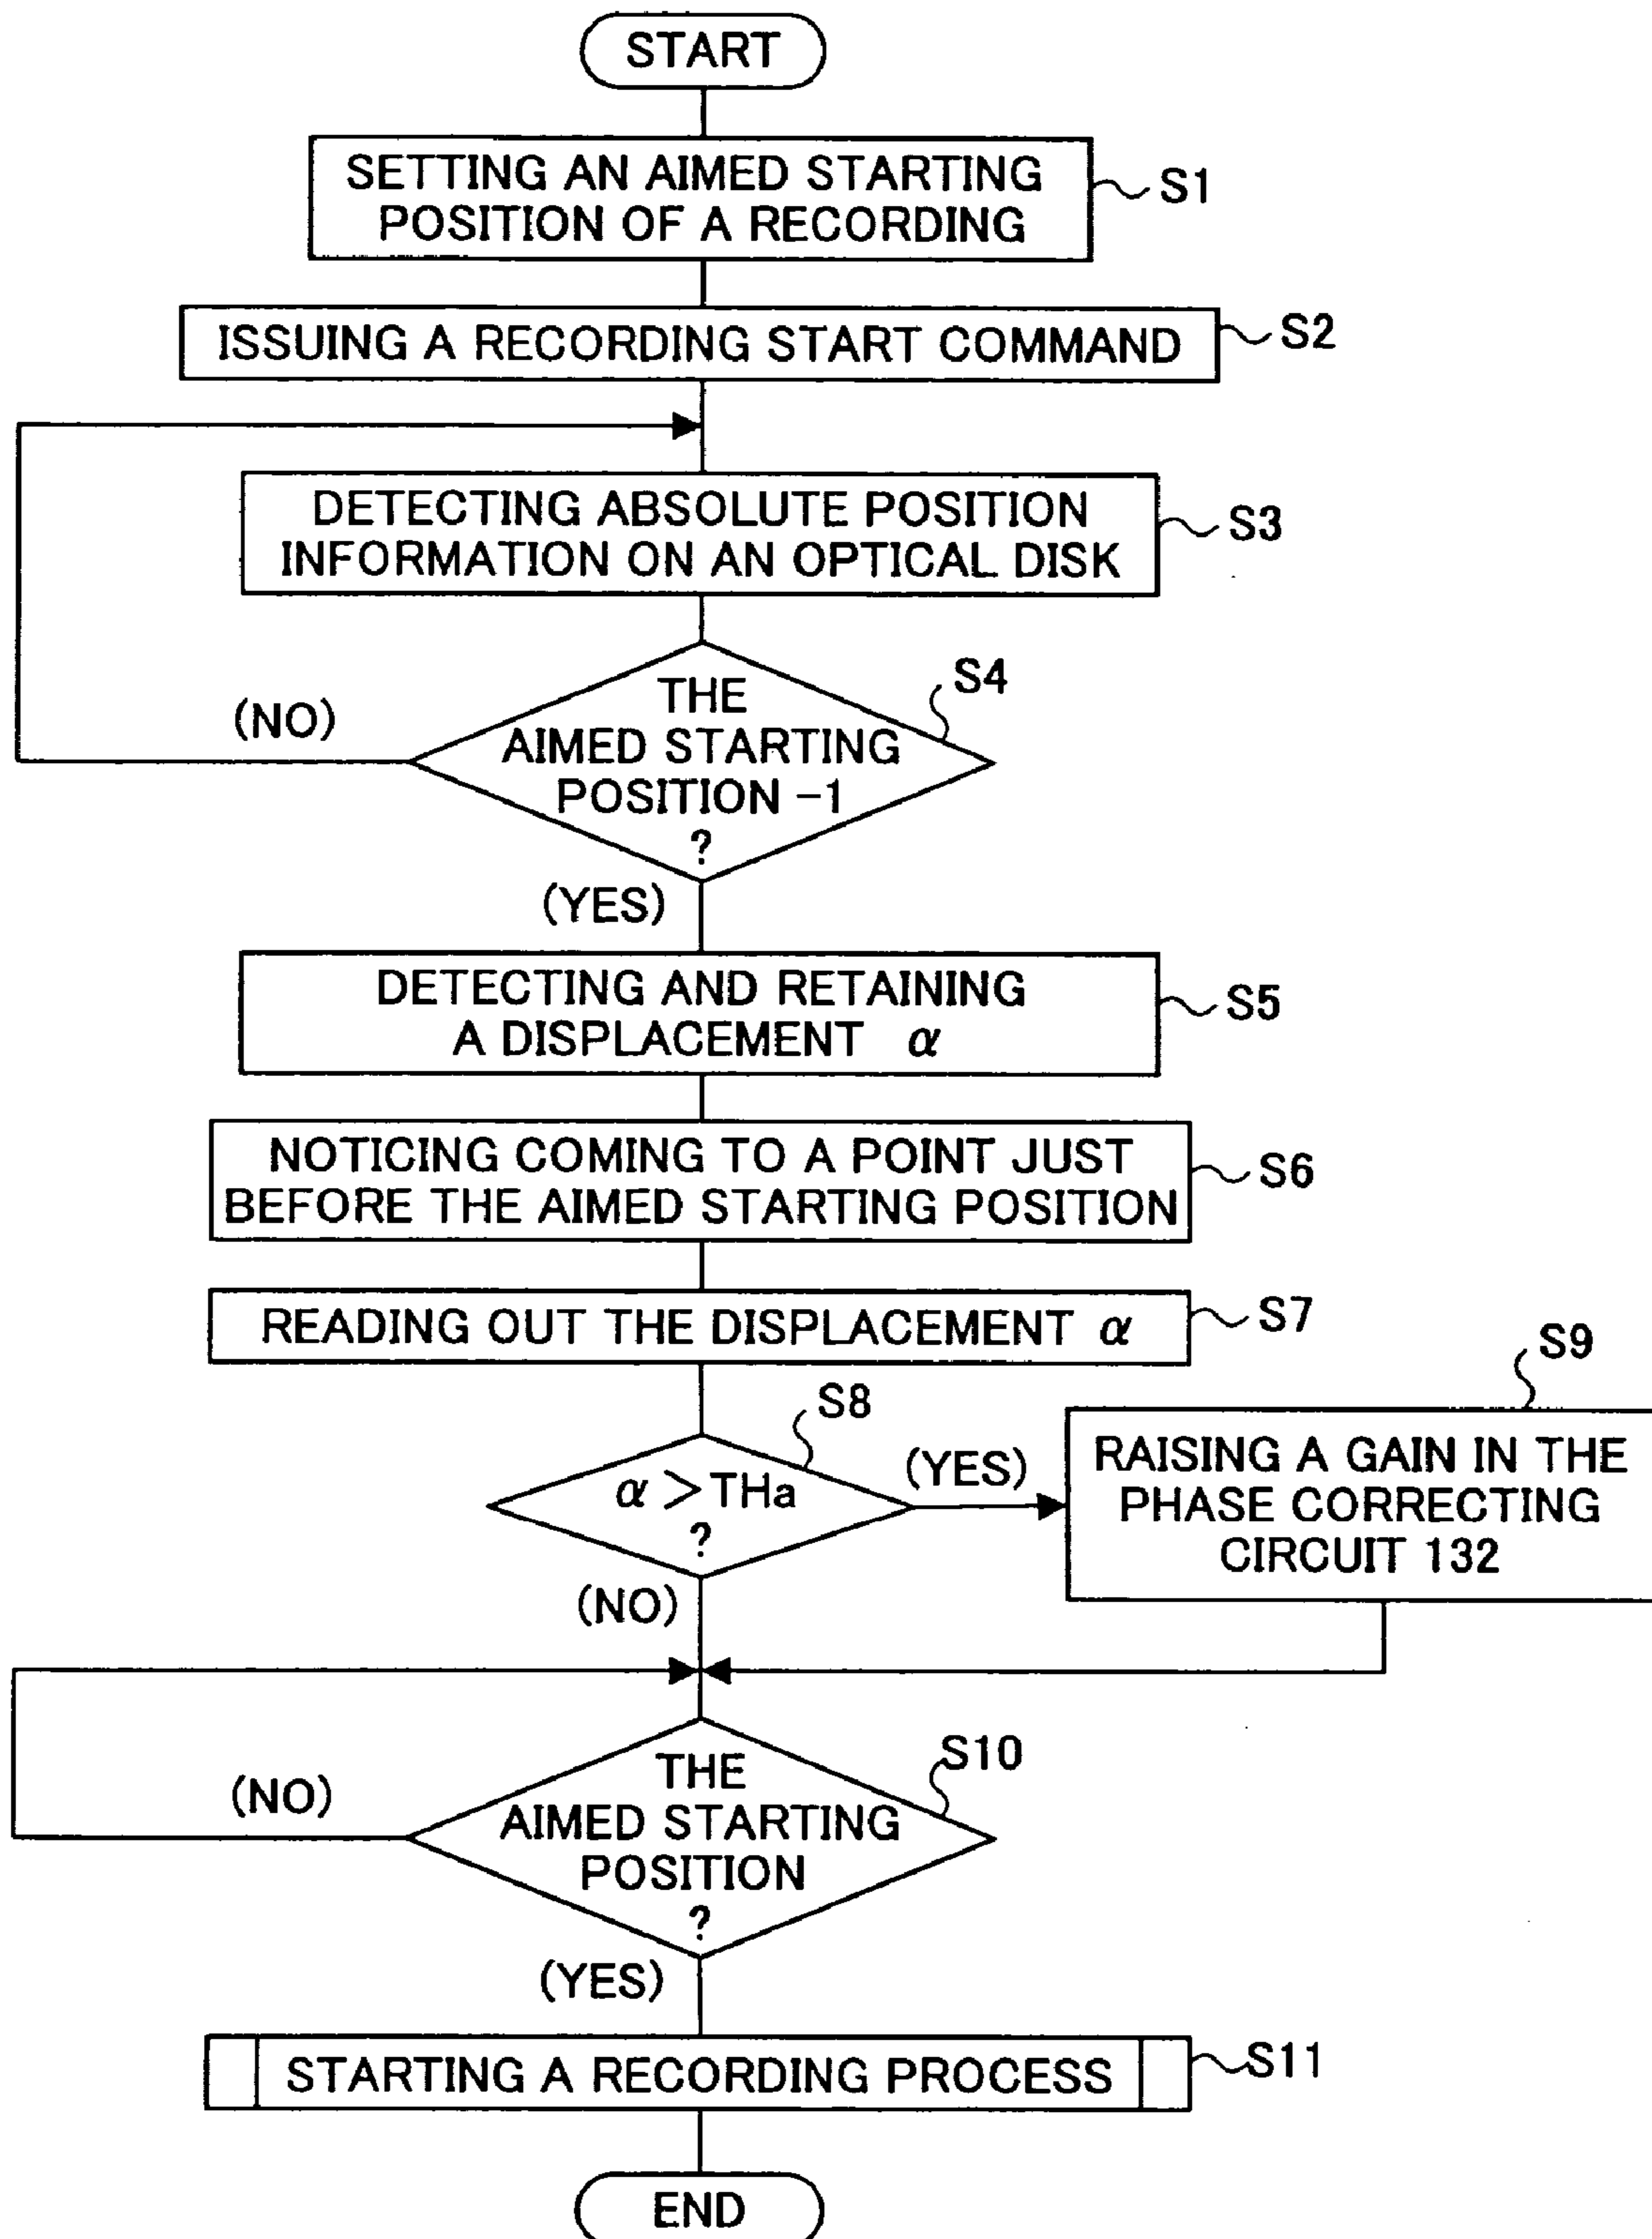 START
SETTING AN AIMED STARTING
POSITION OF A RECORDING
S1
ISSUING A RECORDING START COMMAND
S2
DETECTING ABSOLUTE POSITION
INFORMATION ON AN OPTICAL DISK
S3
THE
AIMED STARTING
POSITION -1
?
S4
(NO)
(YES)
DETECTING AND RETAINING
A DISPLACEMENT α
S5
NOTICING COMING TO A POINT JUST
BEFORE THE AIMED STARTING POSITION
S6
READING OUT THE DISPLACEMENT α
S7
α >THa
?
S8
(YES)
RAISING A GAIN IN THE
PHASE CORRECTING
CIRCUIT 132
S9
(NO)
THE
AIMED STARTING
POSITION
?
S10
(NO)
(YES)
STARTING A RECORDING PROCESS
S11
END